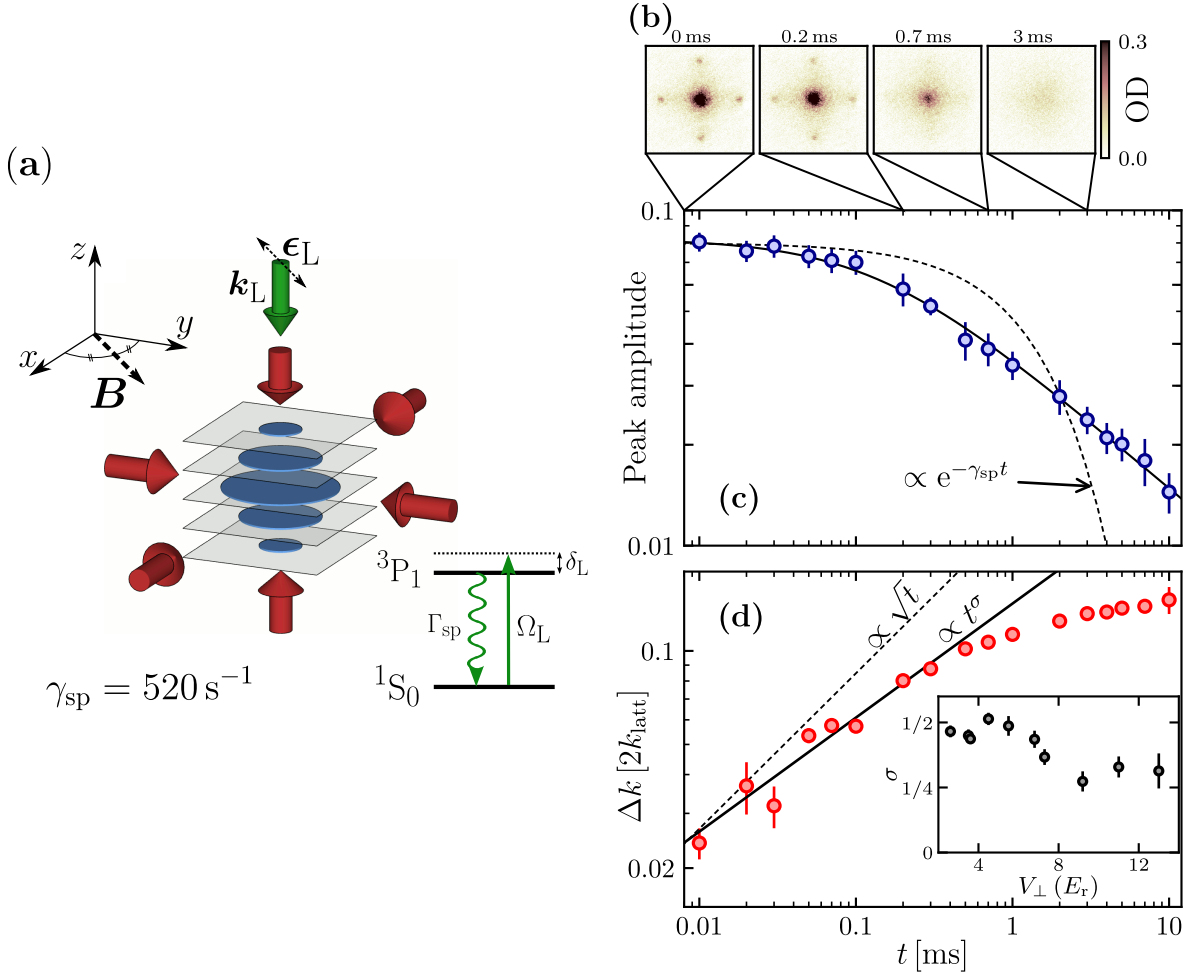 (a)
z
y
x
B
ϵ_L
k_L
³P₁
δ_L
Γ_sp
Ω_L
¹S₀
γ_sp = 520 s⁻¹
(b)
0 ms 0.2 ms 0.7 ms 3 ms
0.3
OD
0.0
0.1
Peak amplitude
∝ e^{−γ_sp t}
(c)
0.01
(d)
∝ √t
∝ t^σ
0.1
Δk [2k_latt]
0.02
1/2
σ
1/4
0
4 8 12
V_⊥ (E_r)
0.01 0.1 1 10
t [ms]